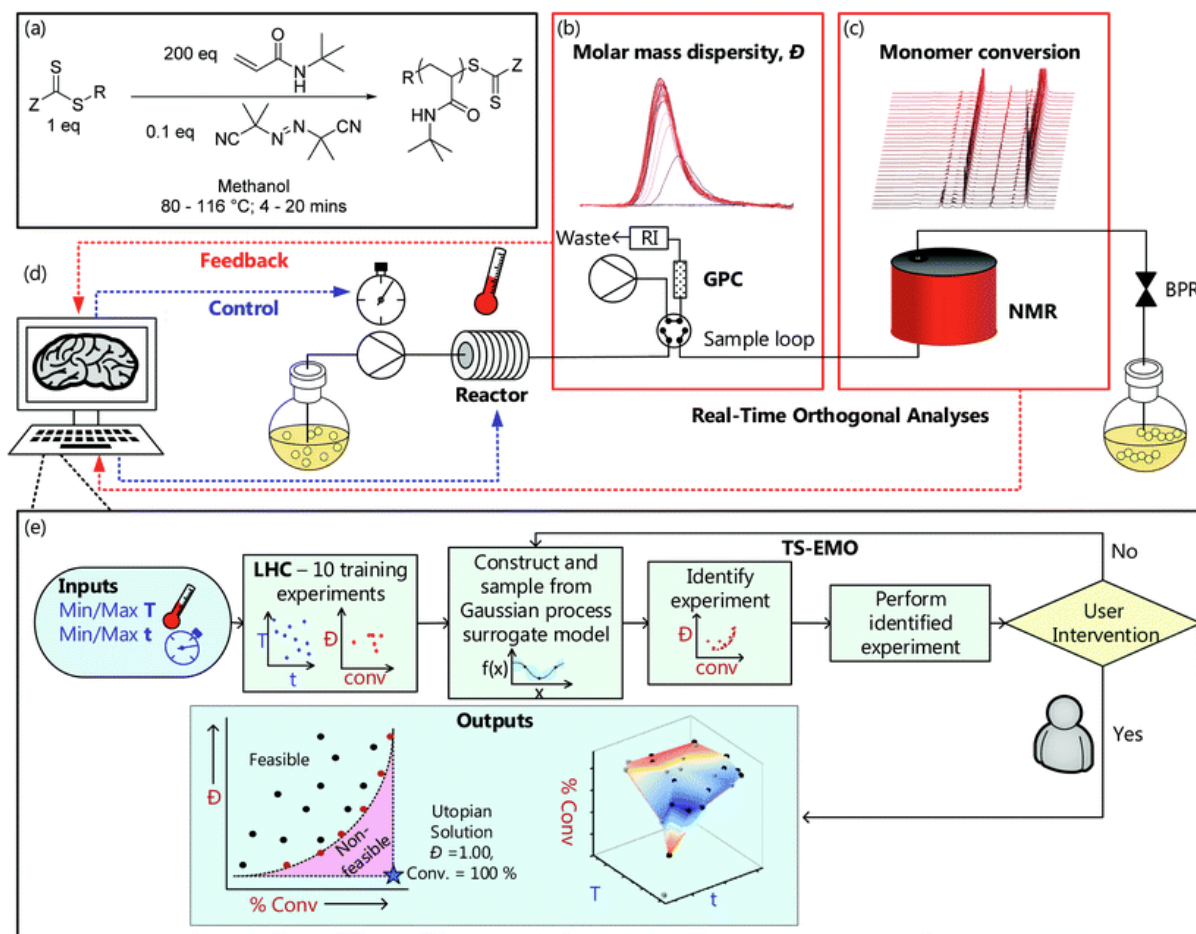 (a)
200 eq
S
Z
S
R
1 eq
O
N
H
0.1 eq
NC
N
N
CN
Methanol
80 - 116 °C; 4 - 20 mins
R
S
Z
S
HN
O
(b)
Molar mass dispersity, Đ
Waste
RI
GPC
Sample loop
(c)
Monomer conversion
NMR
BPR
(d)
Feedback
Control
Reactor
Real-Time Orthogonal Analyses
(e)
Inputs
Min/Max T
Min/Max t
LHC – 10 training
experiments
T
t
Đ
conv
Construct and
sample from
Gaussian process
surrogate model
f(x)
x
TS-EMO
Identify
experiment
Đ
conv
Perform
identified
experiment
No
User
Intervention
Yes
Outputs
Đ
Feasible
Non-
feasible
% Conv
Utopian
Solution
Đ =1.00,
Conv. = 100 %
% Conv
T
t